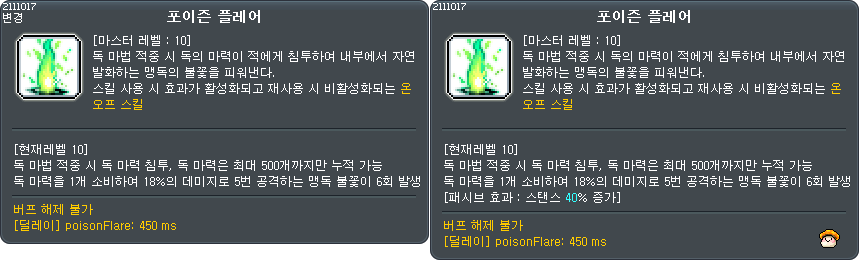 2111017
변경
포이즌 플레어
[마스터 레벨 : 10]
독 마법 적중 시 독의 마력이 적에게 침투하여 내부에서 자연
발화하는 맹독의 불꽃을 피워낸다.
스킬 사용 시 효과가 활성화되고 재사용 시 비활성화되는 온
오프 스킬
[현재레벨 10]
독 마법 적중 시 독 마력 침투, 독 마력은 최대 500개까지만 누적 가능
독 마력을 1개 소비하여 18%의 데미지로 5번 공격하는 맹독 불꽃이 6회 발생
버프 해제 불가
[딜레이] poisonFlare: 450 ms
2111017
포이즌 플레어
[마스터 레벨 : 10]
독 마법 적중 시 독의 마력이 적에게 침투하여 내부에서 자연
발화하는 맹독의 불꽃을 피워낸다.
스킬 사용 시 효과가 활성화되고 재사용 시 비활성화되는 온
오프 스킬
[현재레벨 10]
독 마법 적중 시 독 마력 침투, 독 마력은 최대 500개까지만 누적 가능
독 마력을 1개 소비하여 18%의 데미지로 5번 공격하는 맹독 불꽃이 6회 발생
[패시브 효과 : 스탠스 40% 증가]
버프 해제 불가
[딜레이] poisonFlare: 450 ms